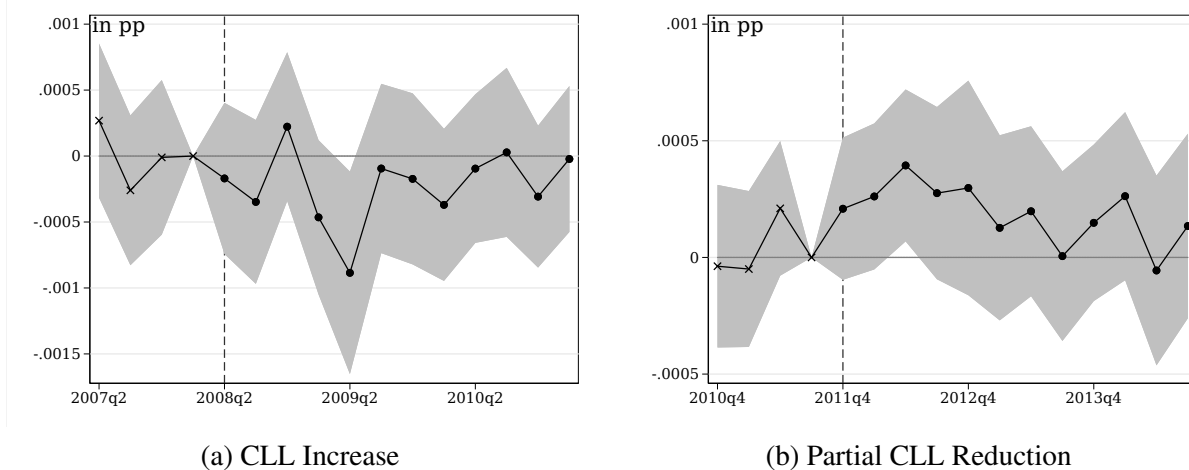 in pp
.001
.0005
0
-.0005
-.001
-.0015
2007q2
2008q2
2009q2
2010q2
(a) CLL Increase
in pp
.001
.0005
0
-.0005
2010q4
2011q4
2012q4
2013q4
(b) Partial CLL Reduction